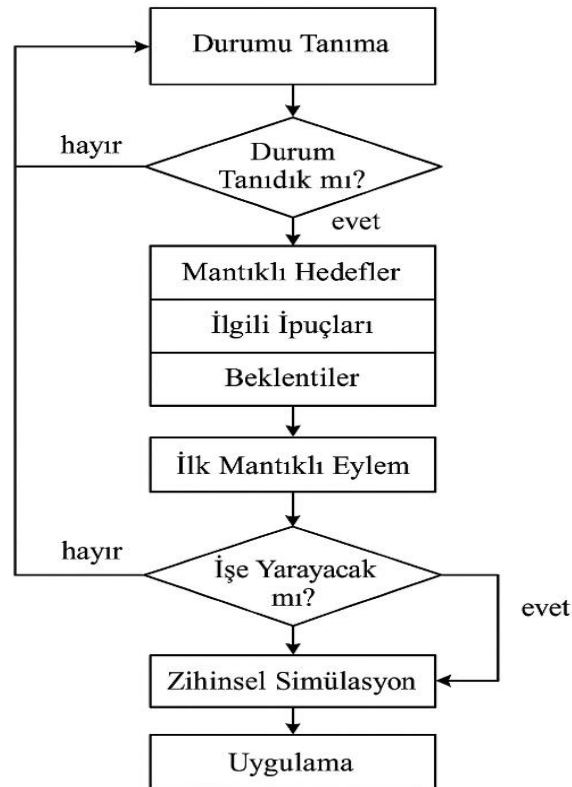 Durumu Tanıma
hayır
Durum
Tanıdık mı?
evet
Mantıklı Hedefler
İlgili İpuçları
Beklentiler
İlk Mantıklı Eylem
hayır
İşe Yarayacak
mı?
evet
Zihinsel Simülasyon
Uygulama